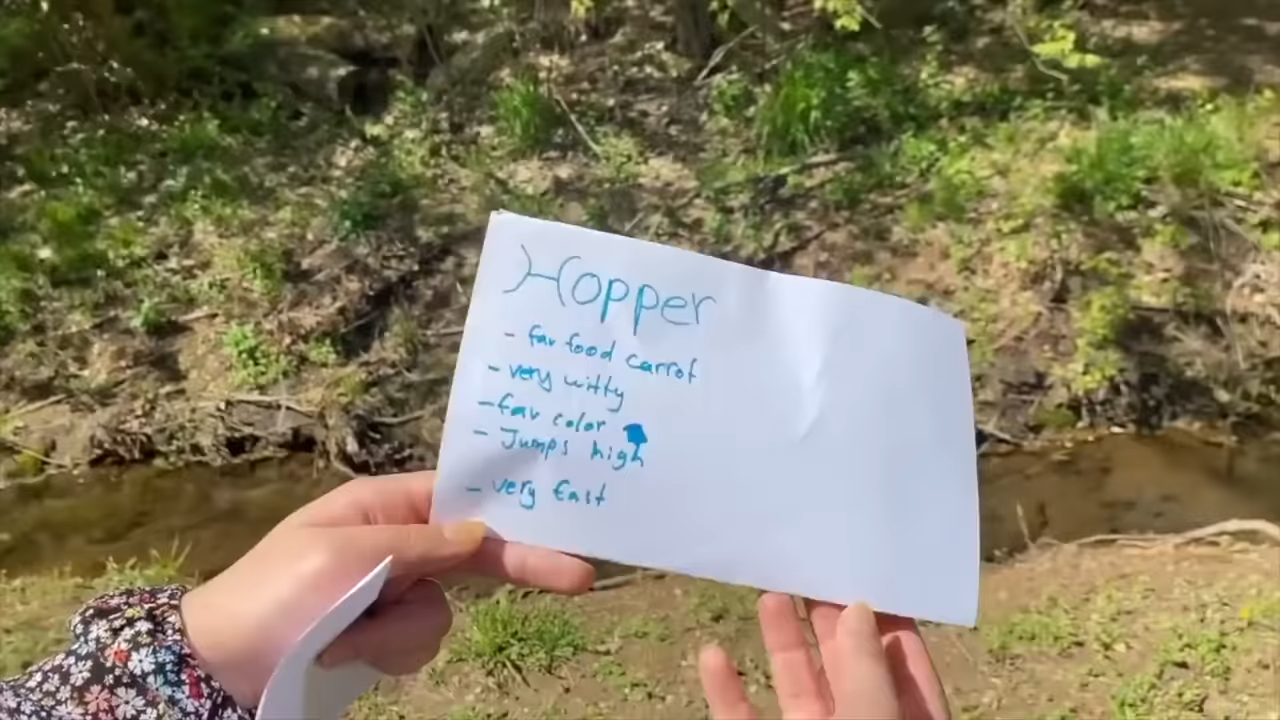 Hopper
- fav food carrot
- very witty
- fav color
- Jumps high
- very fast